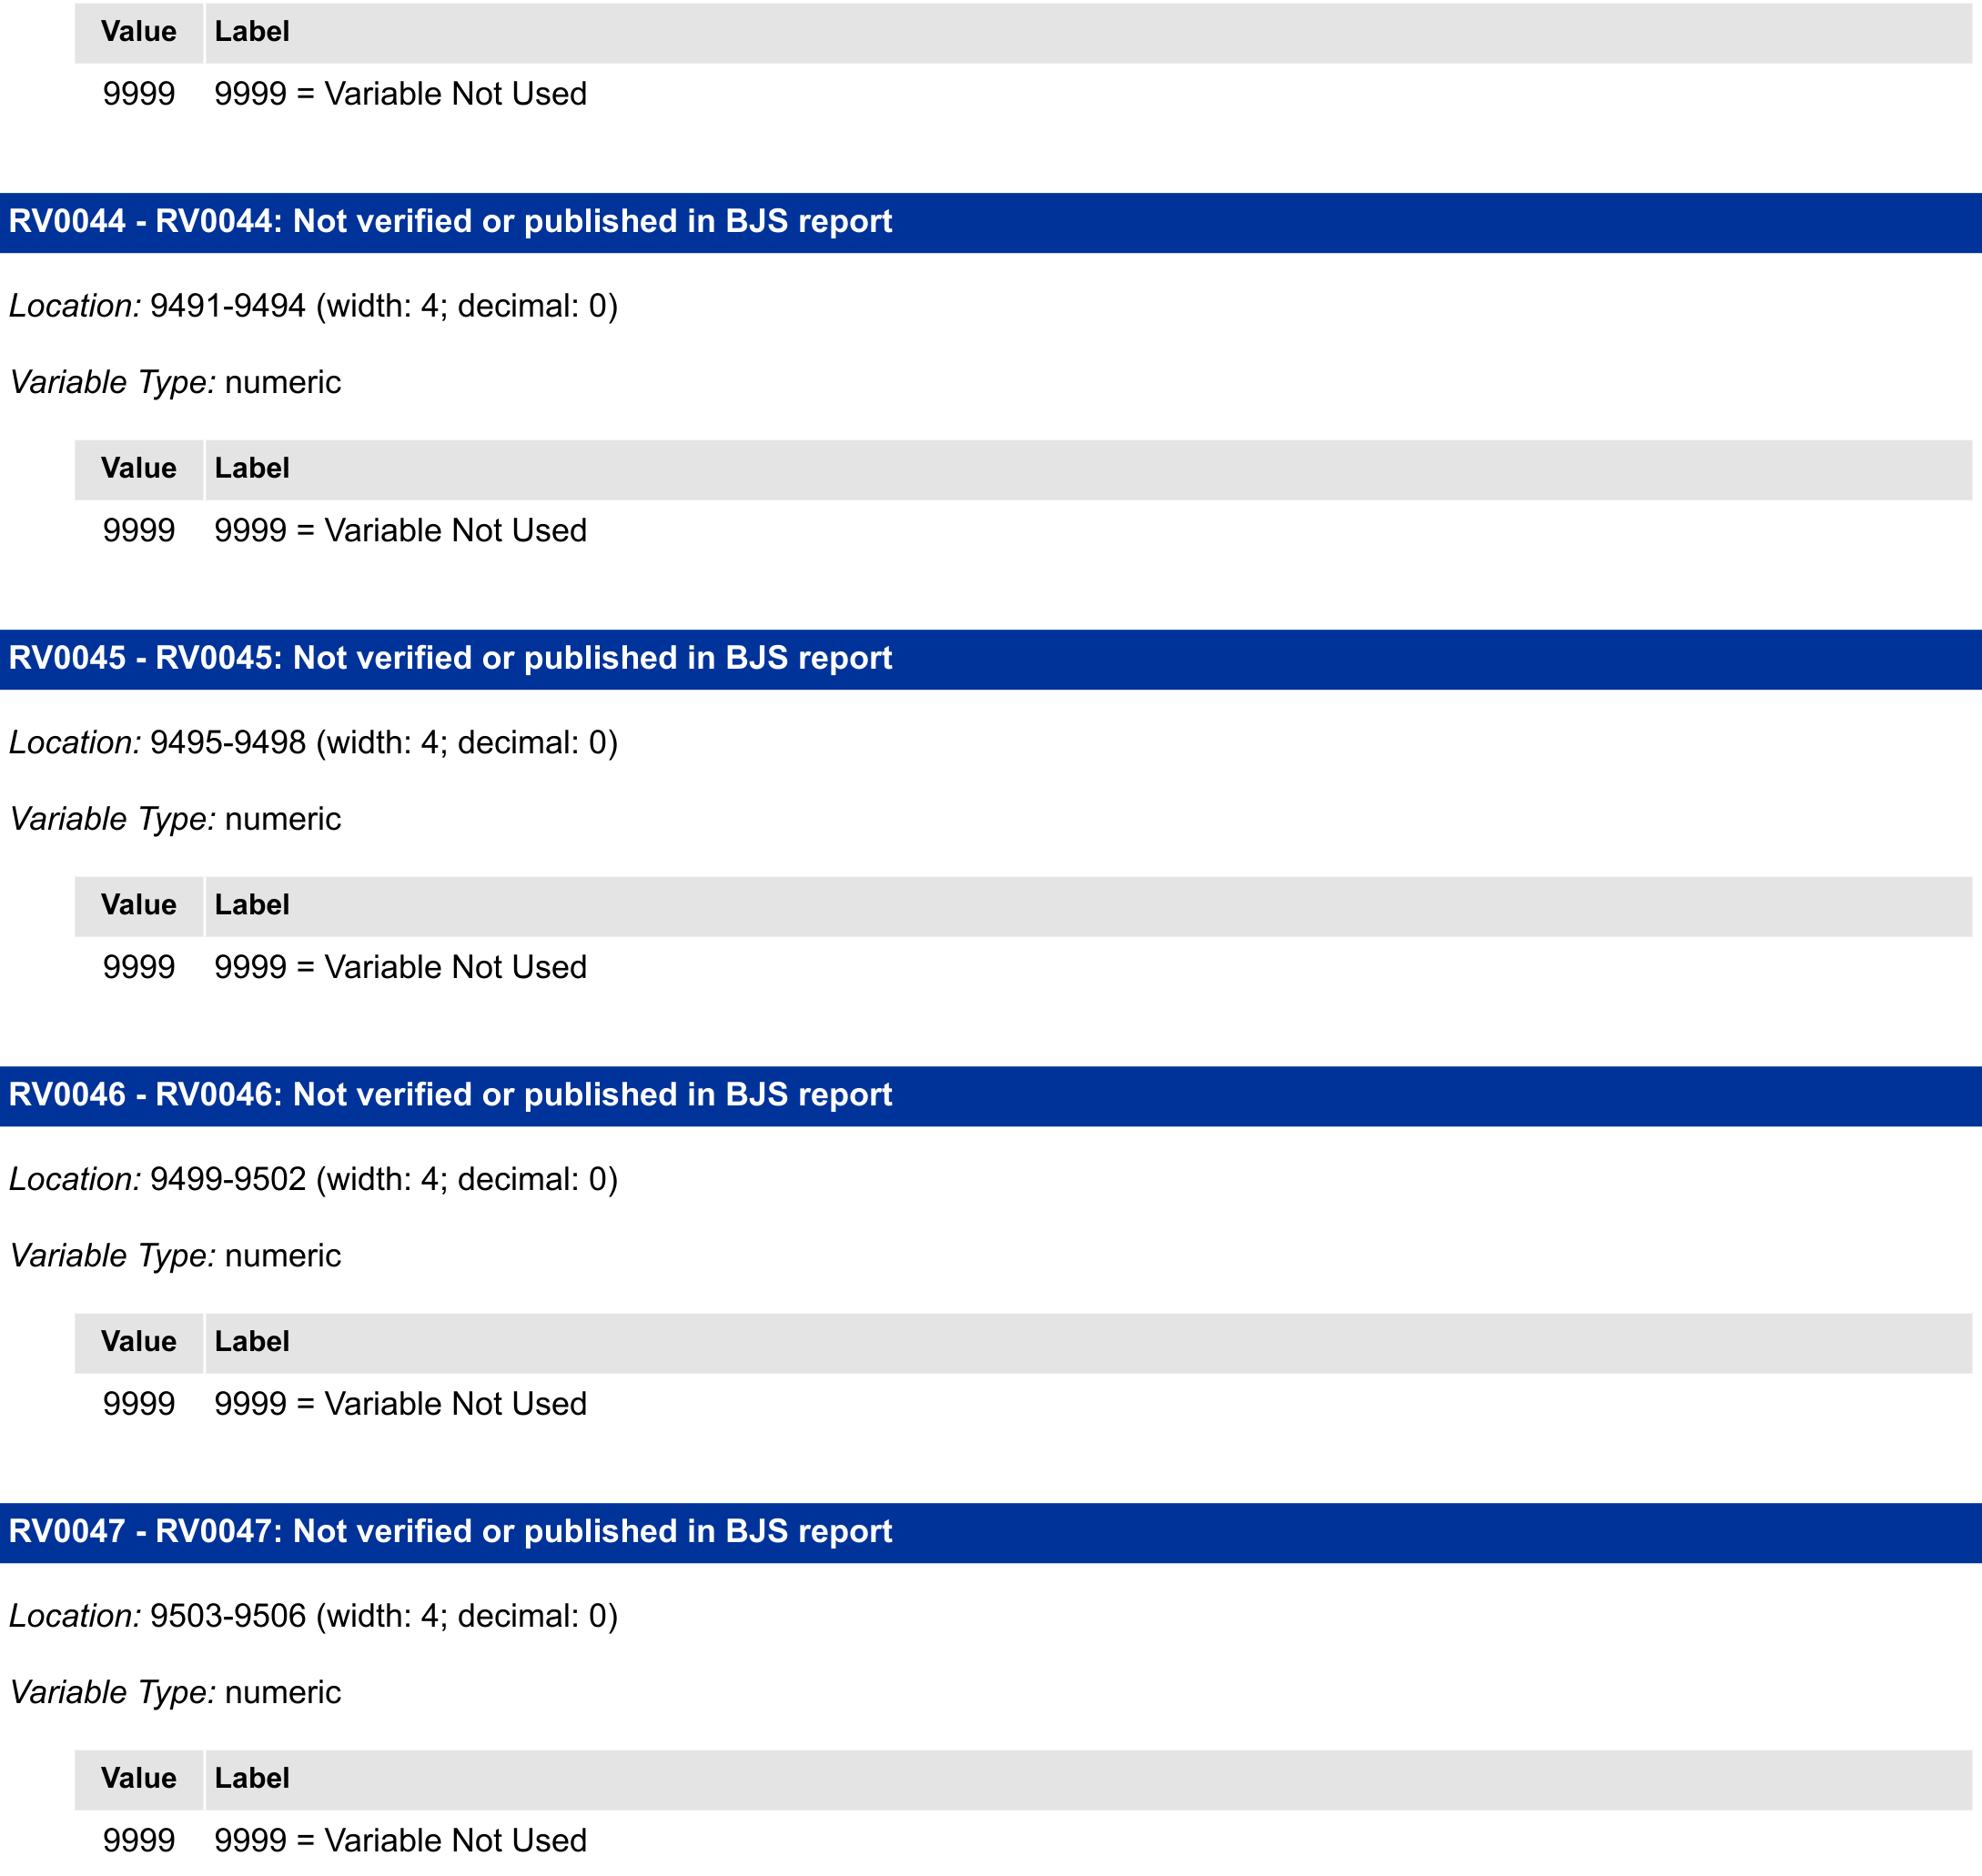 Value Label
9999 9999 = Variable Not Used
RV0044 - RV0044: Not verified or published in BJS report
Location: 9491-9494 (width: 4; decimal: 0)
Variable Type: numeric
Value Label
9999 9999 = Variable Not Used
RV0045 - RV0045: Not verified or published in BJS report
Location: 9495-9498 (width: 4; decimal: 0)
Variable Type: numeric
Value Label
9999 9999 = Variable Not Used
RV0046 - RV0046: Not verified or published in BJS report
Location: 9499-9502 (width: 4; decimal: 0)
Variable Type: numeric
Value Label
9999 9999 = Variable Not Used
RV0047 - RV0047: Not verified or published in BJS report
Location: 9503-9506 (width: 4; decimal: 0)
Variable Type: numeric
Value Label
9999 9999 = Variable Not Used